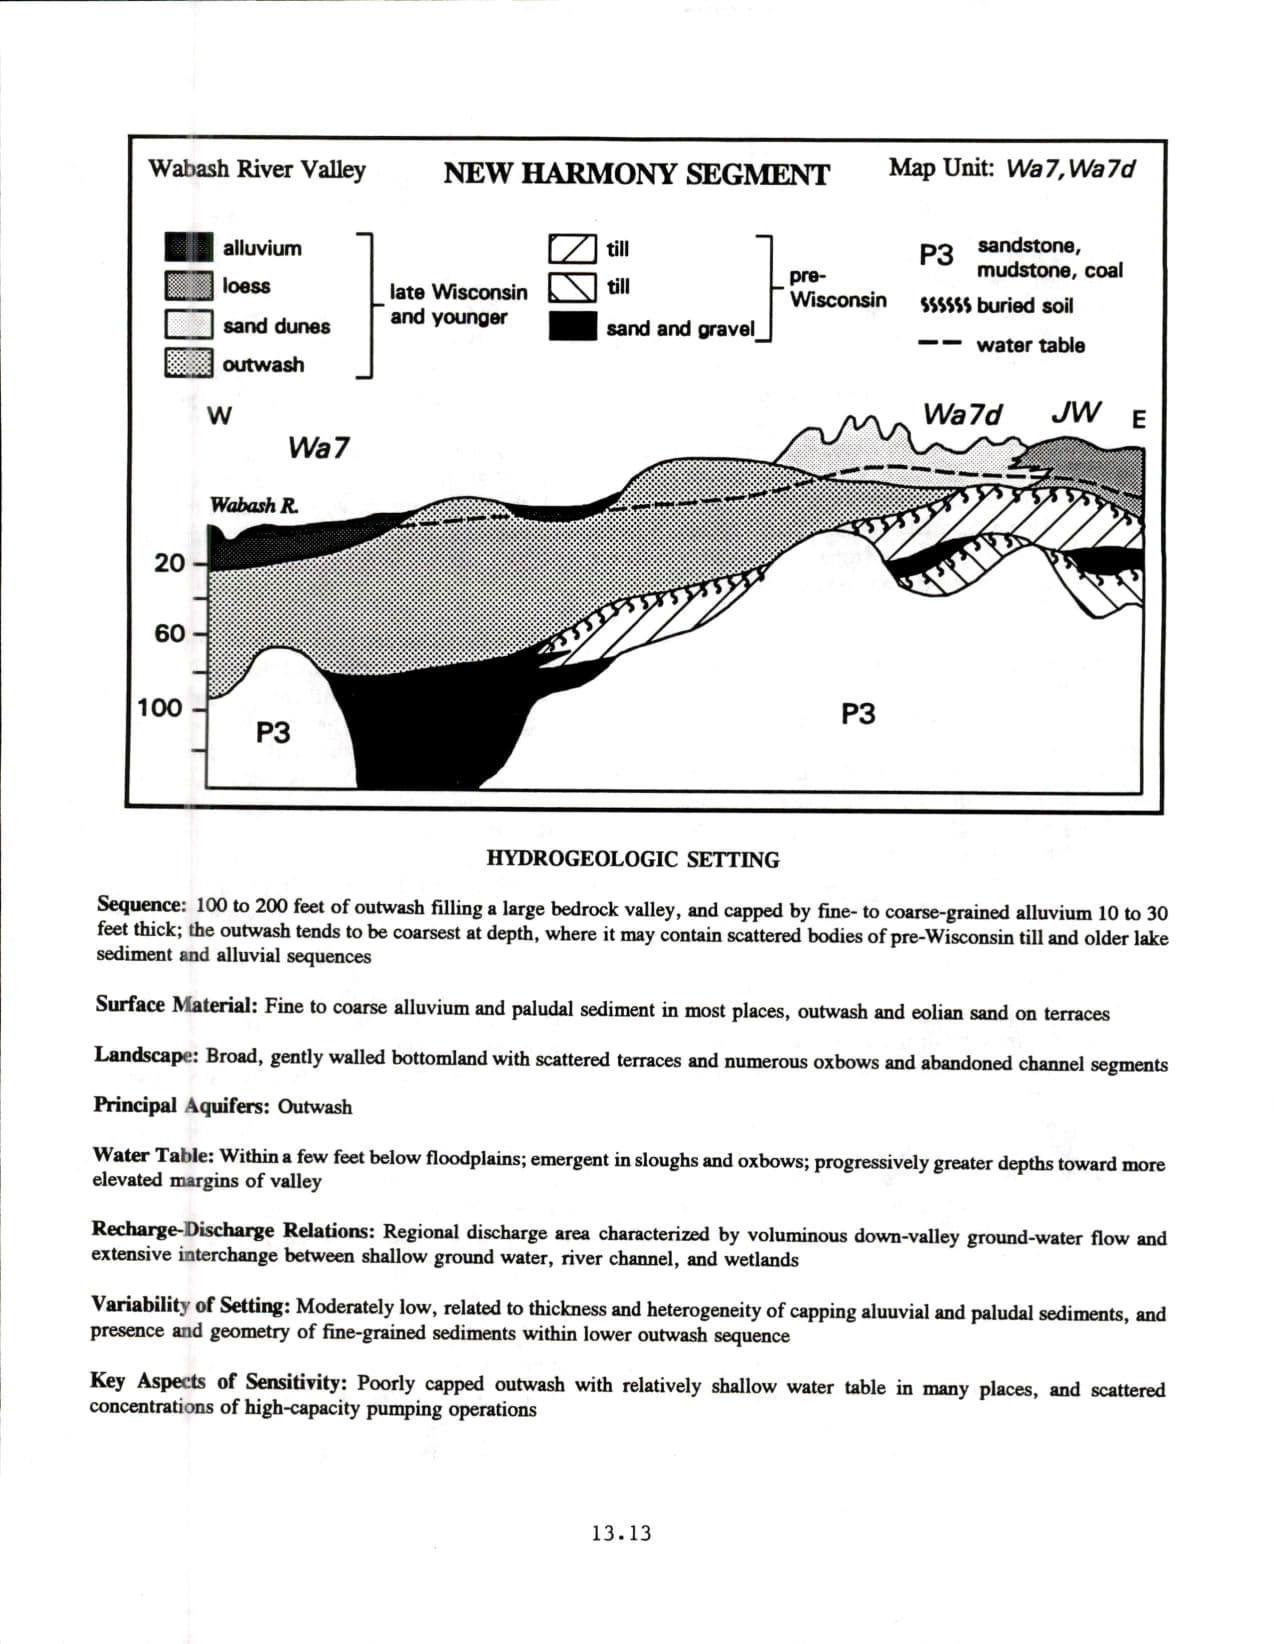 Wabash River Valley NEW HARMONY SEGMENT Map Unit: Wa7, Wa7d
alluvium
loess
sand dunes
outwash
late Wisconsin
and younger
till
till
sand and gravel
pre-
Wisconsin
P3 sandstone,
mudstone, coal
buried soil
water table
W Wa7d JW E
Wa7
Wabash R.
20
60
100
P3 P3
HYDROGEOLOGIC SETTING
Sequence: 100 to 200 feet of outwash filling a large bedrock valley, and capped by fine- to coarse-grained alluvium 10 to 30
feet thick; the outwash tends to be coarsest at depth, where it may contain scattered bodies of pre-Wisconsin till and older lake
sediment and alluvial sequences
Surface Material: Fine to coarse alluvium and paludal sediment in most places, outwash and eolian sand on terraces
Landscape: Broad, gently walled bottomland with scattered terraces and numerous oxbows and abandoned channel segments
Principal Aquifers: Outwash
Water Table: Within a few feet below floodplains; emergent in sloughs and oxbows; progressively greater depths toward more
elevated margins of valley
Recharge-Discharge Relations: Regional discharge area characterized by voluminous down-valley ground-water flow and
extensive interchange between shallow ground water, river channel, and wetlands
Variability of Setting: Moderately low, related to thickness and heterogeneity of capping aluuvial and paludal sediments, and
presence and geometry of fine-grained sediments within lower outwash sequence
Key Aspects of Sensitivity: Poorly capped outwash with relatively shallow water table in many places, and scattered
concentrations of high-capacity pumping operations
13.13